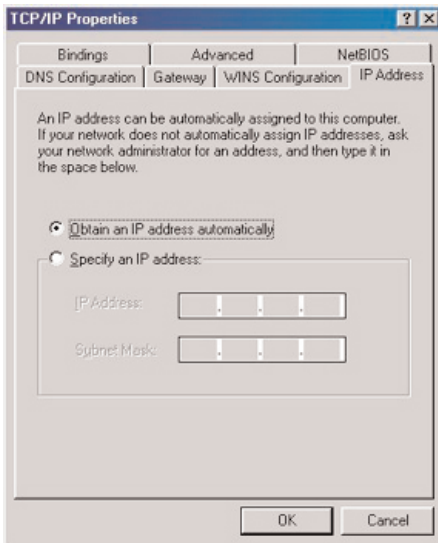 TCP/IP Properties
? ×
Bindings Advanced NetBIOS
DNS Configuration Gateway WINS Configuration IP Address
An IP address can be automatically assigned to this computer.
If your network does not automatically assign IP addresses, ask
your network administrator for an address, and then type it in
the space below.
Obtain an IP address automatically
Specify an IP address:
IP Address:
Subnet Mask:
OK Cancel